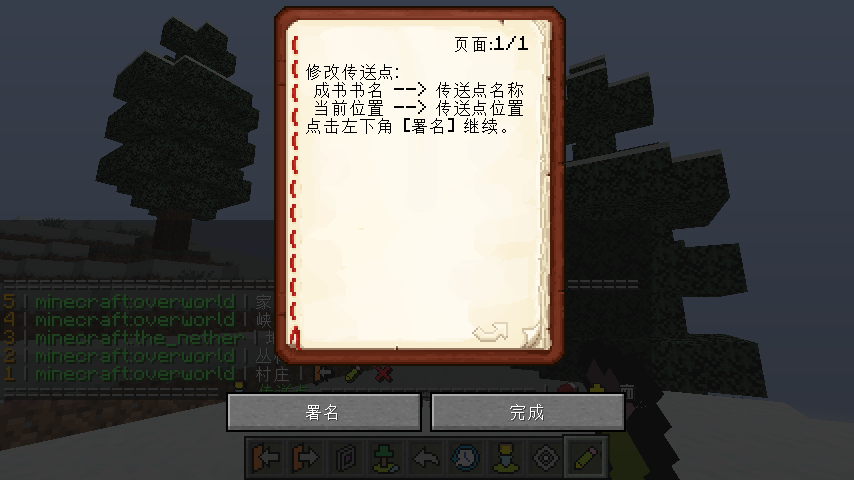 页面:1/1
修改传送点:
成书书名 --> 传送点名称
当前位置 --> 传送点位置
点击左下角【署名】继续。
5 | minecraft:overworld | 家
4 | minecraft:overworld | 峡
3 | minecraft:the_nether |
2 | minecraft:overworld | 丛
1 | minecraft:overworld | 村庄 |
传送点
署名
完成